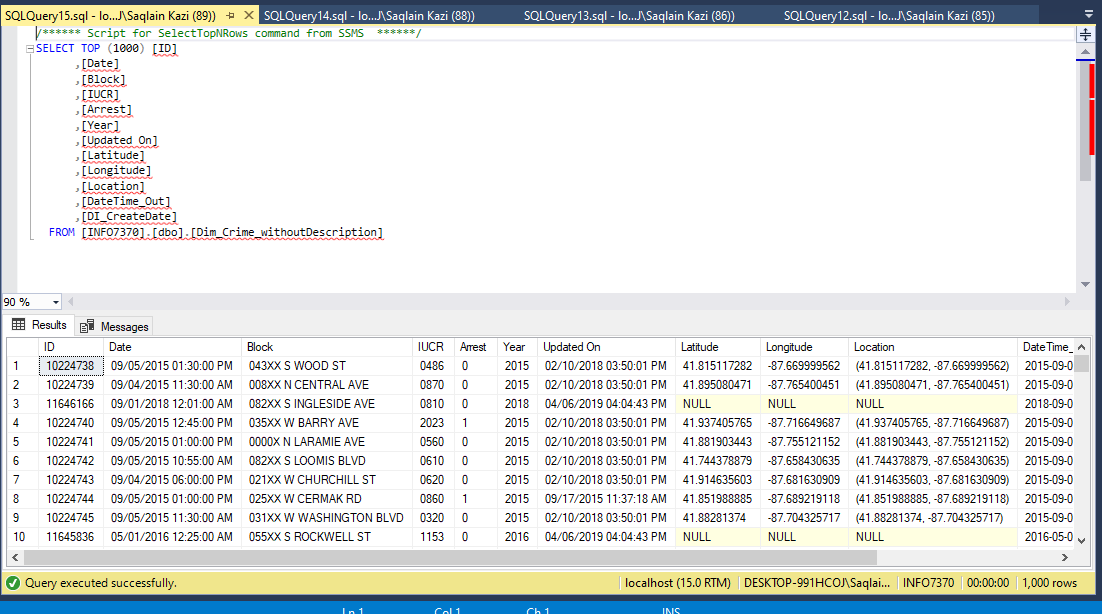 SQLQuery15.sql - lo...J\Saqlain Kazi (89)) SQLQuery14.sql - lo...J\Saqlain Kazi (88)) SQLQuery13.sql - lo...J\Saqlain Kazi (86)) SQLQuery12.sql - lo...J\Saqlain Kazi (85))
/****** Script for SelectTopNRows command from SSMS  ******/
SELECT TOP (1000) [ID]
,[Date]
,[Block]
,[IUCR]
,[Arrest]
,[Year]
,[Updated On]
,[Latitude]
,[Longitude]
,[Location]
,[DateTime_Out]
,[DI_CreateDate]
FROM [INFO7370].[dbo].[Dim_Crime_withoutDescription]
90 %
Results Messages
ID Date Block IUCR Arrest Year Updated On Latitude Longitude Location DateTime_
1 10224738 09/05/2015 01:30:00 PM 043XX S WOOD ST 0486 0 2015 02/10/2018 03:50:01 PM 41.815117282 -87.669999562 (41.815117282, -87.669999562) 2015-09-0
2 10224739 09/04/2015 11:30:00 AM 008XX N CENTRAL AVE 0870 0 2015 02/10/2018 03:50:01 PM 41.895080471 -87.765400451 (41.895080471, -87.765400451) 2015-09-0
3 11646166 09/01/2018 12:01:00 AM 082XX S INGLESIDE AVE 0810 0 2018 04/06/2019 04:04:43 PM NULL NULL NULL 2018-09-0
4 10224740 09/05/2015 12:45:00 PM 035XX W BARRY AVE 2023 1 2015 02/10/2018 03:50:01 PM 41.937405765 -87.716649687 (41.937405765, -87.716649687) 2015-09-0
5 10224741 09/05/2015 01:00:00 PM 0000X N LARAMIE AVE 0560 0 2015 02/10/2018 03:50:01 PM 41.881903443 -87.755121152 (41.881903443, -87.755121152) 2015-09-0
6 10224742 09/05/2015 10:55:00 AM 082XX S LOOMIS BLVD 0610 0 2015 02/10/2018 03:50:01 PM 41.744378879 -87.658430635 (41.744378879, -87.658430635) 2015-09-0
7 10224743 09/04/2015 06:00:00 PM 021XX W CHURCHILL ST 0620 0 2015 02/10/2018 03:50:01 PM 41.914635603 -87.681630909 (41.914635603, -87.681630909) 2015-09-0
8 10224744 09/05/2015 01:00:00 PM 025XX W CERMAK RD 0860 1 2015 09/17/2015 11:37:18 AM 41.851988885 -87.689219118 (41.851988885, -87.689219118) 2015-09-0
9 10224745 09/05/2015 11:30:00 AM 031XX W WASHINGTON BLVD 0320 0 2015 02/10/2018 03:50:01 PM 41.88281374 -87.704325717 (41.88281374, -87.704325717) 2015-09-0
10 11645836 05/01/2016 12:25:00 AM 055XX S ROCKWELL ST 1153 0 2016 04/06/2019 04:04:43 PM NULL NULL NULL 2016-05-0
Query executed successfully. localhost (15.0 RTM) DESKTOP-991HCOJ\Saqlai... INFO7370 00:00:00 1,000 rows
Ln 1 Col 1 Ch 1 INS